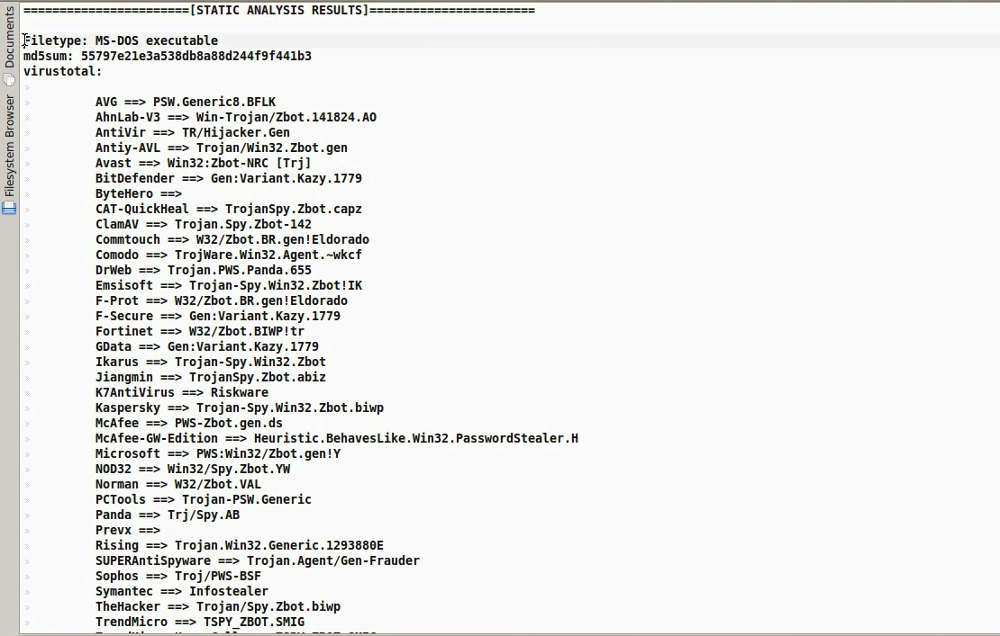 =======================[STATIC ANALYSIS RESULTS]=======================
Filetype: MS-DOS executable
md5sum: 55797e21e3a538db8a88d244f9f441b3
virustotal:
AVG ==> PSW.Generic8.BFLK
AhnLab-V3 ==> Win-Trojan/Zbot.141824.AO
AntiVir ==> TR/Hijacker.Gen
Antiy-AVL ==> Trojan/Win32.Zbot.gen
Avast ==> Win32:Zbot-NRC [Trj]
BitDefender ==> Gen:Variant.Kazy.1779
ByteHero ==>
CAT-QuickHeal ==> TrojanSpy.Zbot.capz
ClamAV ==> Trojan.Spy.Zbot-142
Commtouch ==> W32/Zbot.BR.gen!Eldorado
Comodo ==> TrojWare.Win32.Agent.~wkcf
DrWeb ==> Trojan.PWS.Panda.655
Emsisoft ==> Trojan-Spy.Win32.Zbot!IK
F-Prot ==> W32/Zbot.BR.gen!Eldorado
F-Secure ==> Gen:Variant.Kazy.1779
Fortinet ==> W32/Zbot.BIWP!tr
GData ==> Gen:Variant.Kazy.1779
Ikarus ==> Trojan-Spy.Win32.Zbot
Jiangmin ==> TrojanSpy.Zbot.abiz
K7AntiVirus ==> Riskware
Kaspersky ==> Trojan-Spy.Win32.Zbot.biwp
McAfee ==> PWS-Zbot.gen.ds
McAfee-GW-Edition ==> Heuristic.BehavesLike.Win32.PasswordStealer.H
Microsoft ==> PWS:Win32/Zbot.gen!Y
NOD32 ==> Win32/Spy.Zbot.YW
Norman ==> W32/Zbot.VAL
PCTools ==> Trojan-PSW.Generic
Panda ==> Trj/Spy.AB
Prevx ==>
Rising ==> Trojan.Win32.Generic.1293880E
SUPERAntiSpyware ==> Trojan.Agent/Gen-Frauder
Sophos ==> Troj/PWS-BSF
Symantec ==> Infostealer
TheHacker ==> Trojan/Spy.Zbot.biwp
TrendMicro ==> TSPY_ZBOT.SMIG
Documents
Filesystem Browser